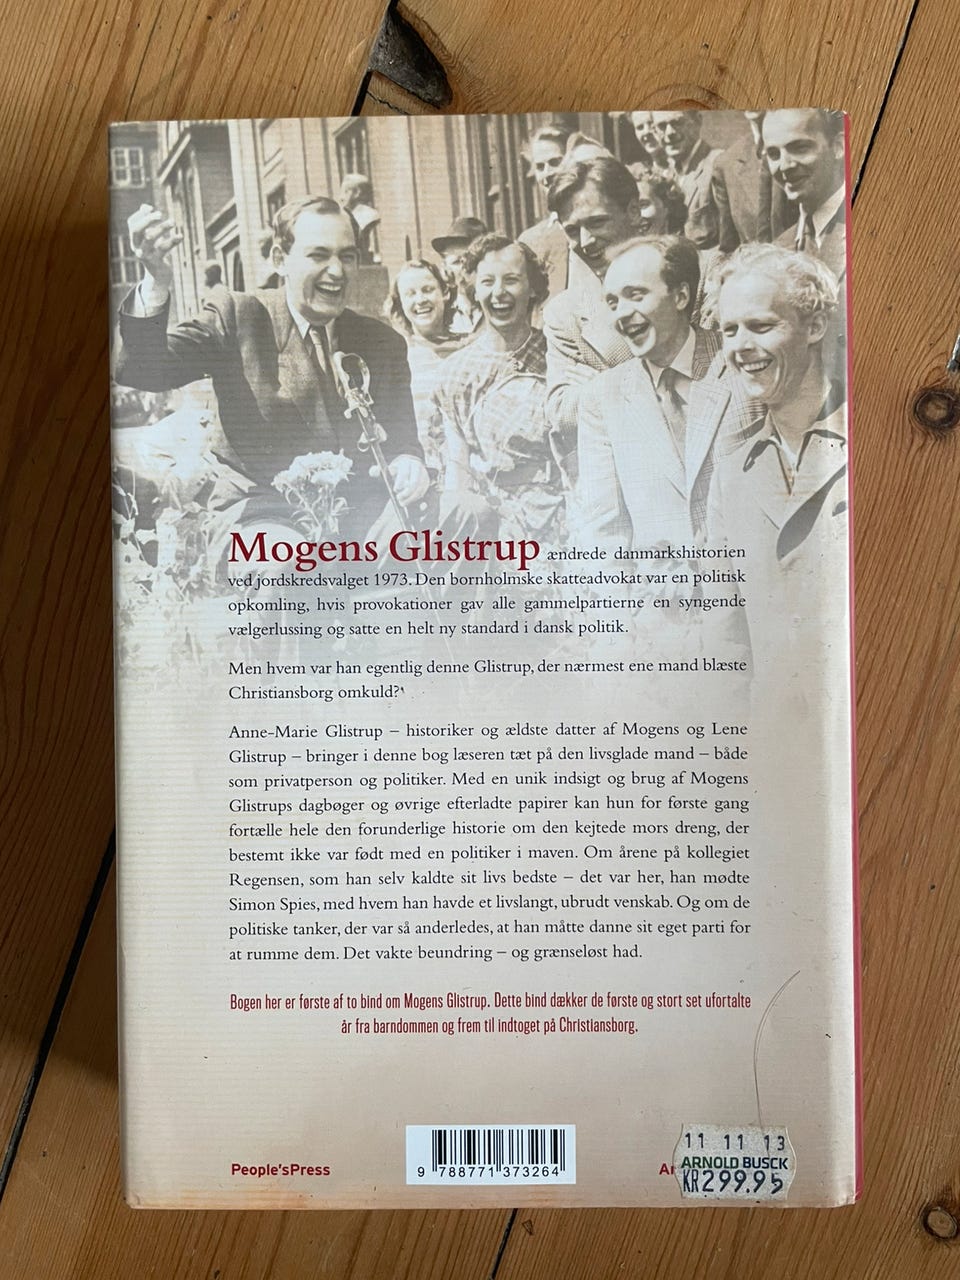 Mogens Glistrup ændrede danmarkshistorien
ved jordskredsvalget 1973. Den bornholmske skatteadvokat var en politisk
opkomling, hvis provokationer gav alle gammelpartierne en syngende
vælgerlussing og satte en helt ny standard i dansk politik.
Men hvem var han egentlig denne Glistrup, der nærmest ene mand blæste
Christiansborg omkuld?
Anne-Marie Glistrup – historiker og ældste datter af Mogens og Lene
Glistrup – bringer i denne bog læseren tæt på den livsglade mand – både
som privatperson og politiker. Med en unik indsigt og brug af Mogens
Glistrups dagbøger og øvrige efterladte papirer kan hun for første gang
fortælle hele den forunderlige historie om den kejtede mors dreng, der
bestemt ikke var født med en politiker i maven. Om årene på kollegiet
Regensen, som han selv kaldte sit livs bedste – det var her, han mødte
Simon Spies, med hvem han havde et livslangt, ubrudt venskab. Og om de
politiske tanker, der var så anderledes, at han måtte danne sit eget parti for
at rumme dem. Det vakte beundring – og grænseløst had.
Bogen her er første af to bind om Mogens Glistrup. Dette bind dækker de første og stort set ufortalte
år fra barndommen og frem til indtoget på Christiansborg.
People'sPress
9 788771 373264
11 11 13
ARNOLD BUSCK
KR299.95